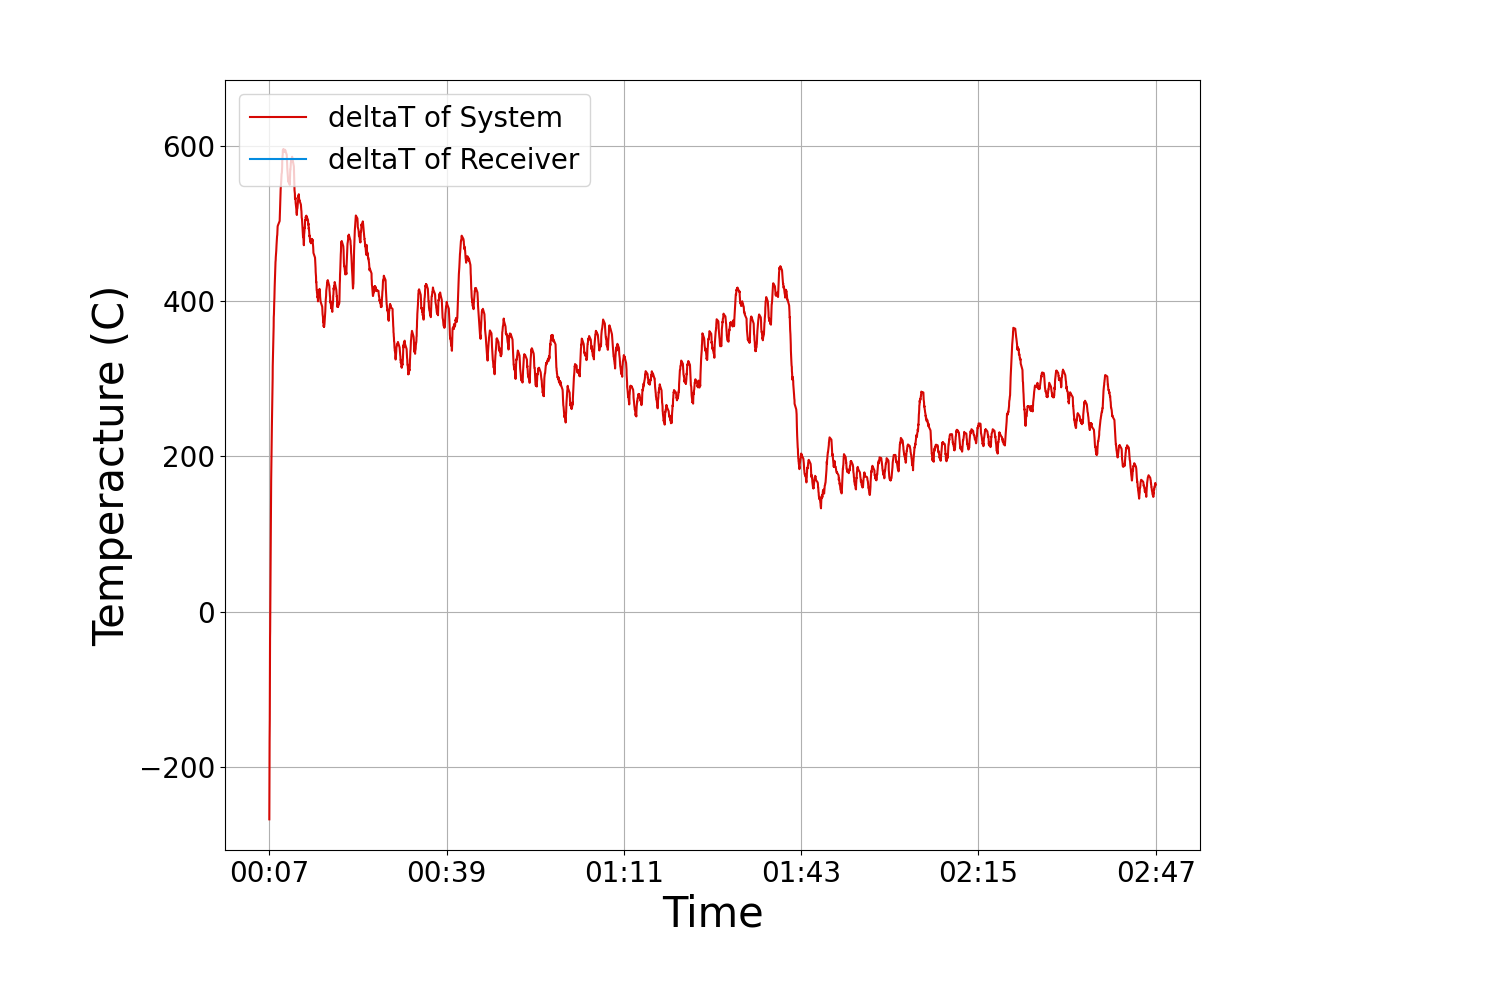 deltaT of System
deltaT of Receiver
600
400
200
0
−200
Temperacture (C)
00:07 00:39 01:11 01:43 02:15 02:47
Time